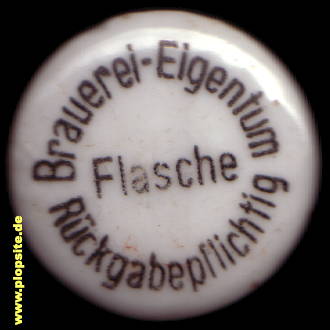 Brauerei-Eigentum
Flasche
Rückgabepflichtig
www.plopsite.de